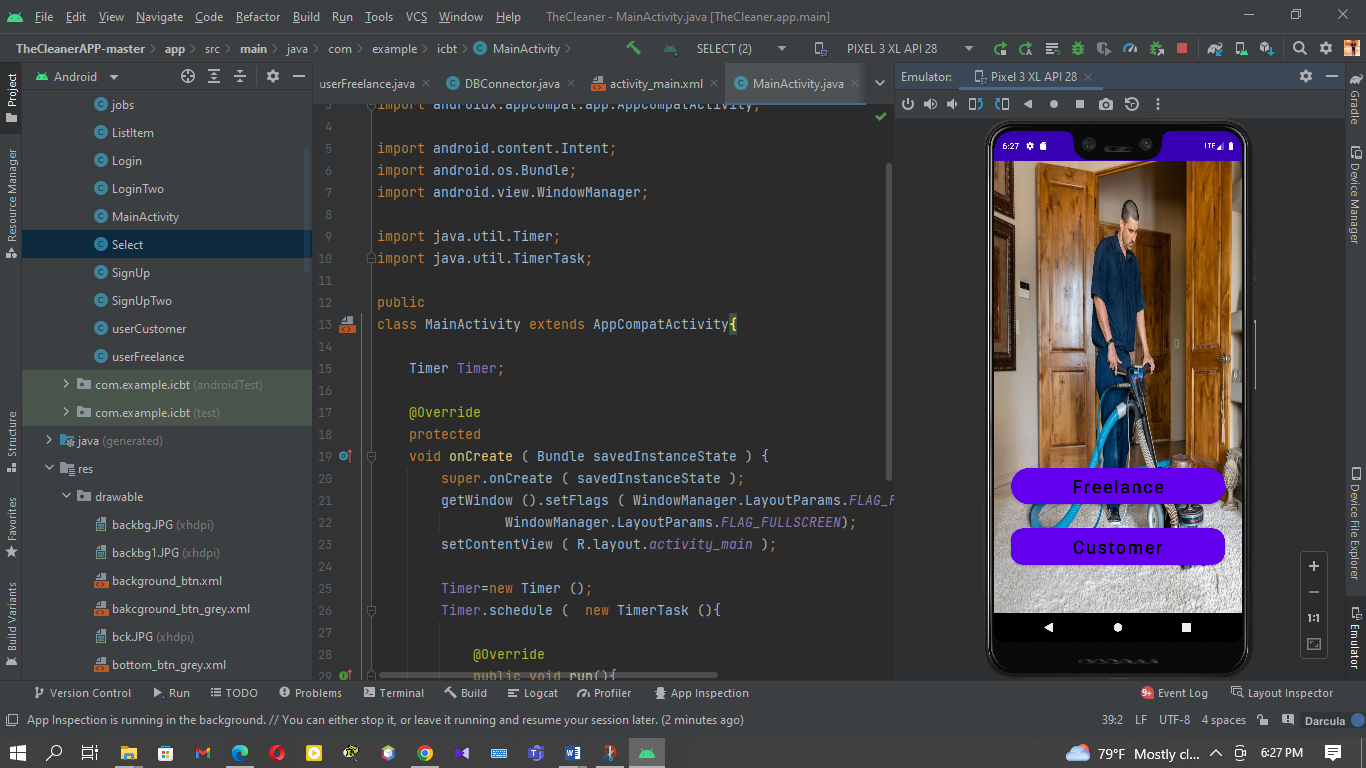 File Edit View Navigate Code Refactor Build Run Tools VCS Window Help TheCleaner - MainActivity.java [TheCleaner.app.main]
TheCleanerAPP-master app src main java com example icbt MainActivity SELECT (2) PIXEL 3 XL API 28
Android
userFreelance.java DBConnector.java activity_main.xml MainActivity.java
Emulator: Pixel 3 XL API 28
Project
Resource Manager
Structure
Favorites
Build Variants
jobs
ListItem
Login
LoginTwo
MainActivity
Select
SignUp
SignUpTwo
userCustomer
userFreelance
com.example.icbt (androidTest)
com.example.icbt (test)
java (generated)
res
drawable
backbg.JPG (xhdpi)
backbg1.JPG (xhdpi)
background_btn.xml
bakcground_btn_grey.xml
bck.JPG (xhdpi)
bottom_btn_grey.xml
3 import androidx.appcompat.app.AppCompatActivity;
4
5 import android.content.Intent;
6 import android.os.Bundle;
7 import android.view.WindowManager;
8
9 import java.util.Timer;
10 import java.util.TimerTask;
11
12 public
13 class MainActivity extends AppCompatActivity{
14
15 Timer Timer;
16
17 @Override
18 protected
19 void onCreate ( Bundle savedInstanceState ) {
20 super.onCreate ( savedInstanceState );
21 getWindow ().setFlags ( WindowManager.LayoutParams.FLAG_F
22 WindowManager.LayoutParams.FLAG_FULLSCREEN);
23 setContentView ( R.layout.activity_main );
24
25 Timer=new Timer ();
26 Timer.schedule ( new TimerTask (){
27
28 @Override
29 public void run(){
6:27 LTE
Freelance
Customer
1:1
Gradle
Device Manager
Device File Explorer
Emulator
Version Control Run TODO Problems Terminal Build Logcat Profiler App Inspection 9+ Event Log Layout Inspector
App Inspection is running in the background. // You can either stop it, or leave it running and resume your session later. (2 minutes ago) 39:2 LF UTF-8 4 spaces Darcula
79°F Mostly cl... 6:27 PM